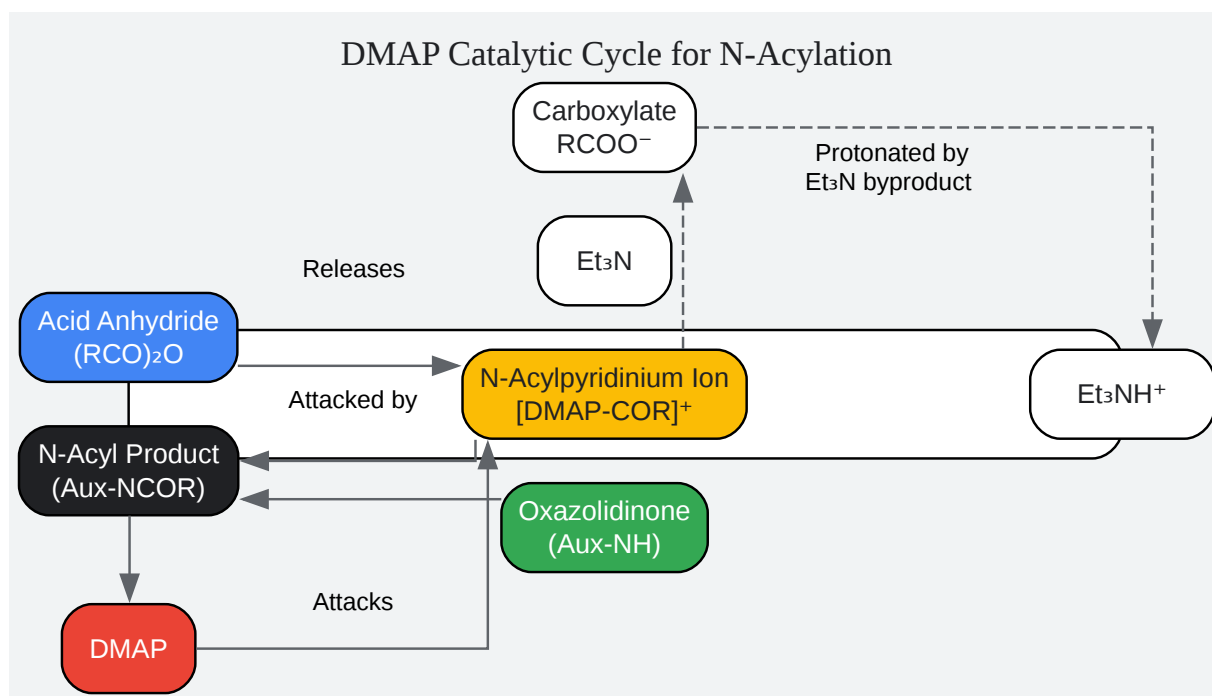 DMAP Catalytic Cycle for N-Acylation
Carboxylate
RCOO⁻
Protonated by
Et₃N byproduct
Et₃N
Releases
Acid Anhydride
(RCO)₂O
N-Acylpyridinium Ion
[DMAP-COR]⁺
Et₃NH⁺
Attacked by
N-Acyl Product
(Aux-NCOR)
Oxazolidinone
(Aux-NH)
Attacks
DMAP